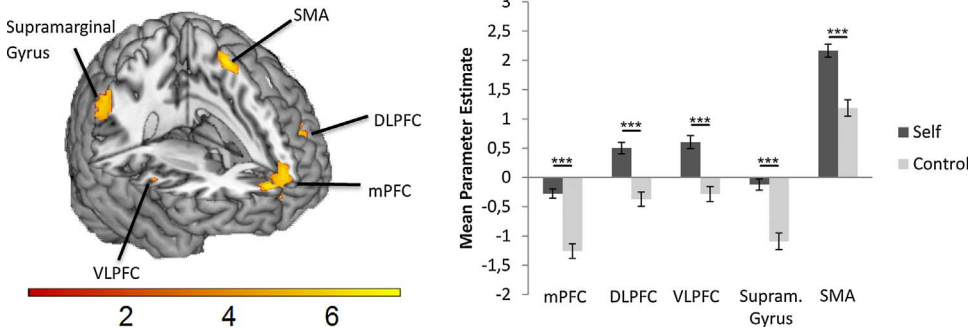 Supramarginal
Gyrus
SMA
DLPFC
mPFC
VLPFC
2 4 6
Mean Parameter Estimate
3
2,5
2
1,5
1
0,5
0
-0,5
-1
-1,5
-2
***
***
***
***
***
mPFC DLPFC VLPFC Supram. SMA
Gyrus
Self
Control